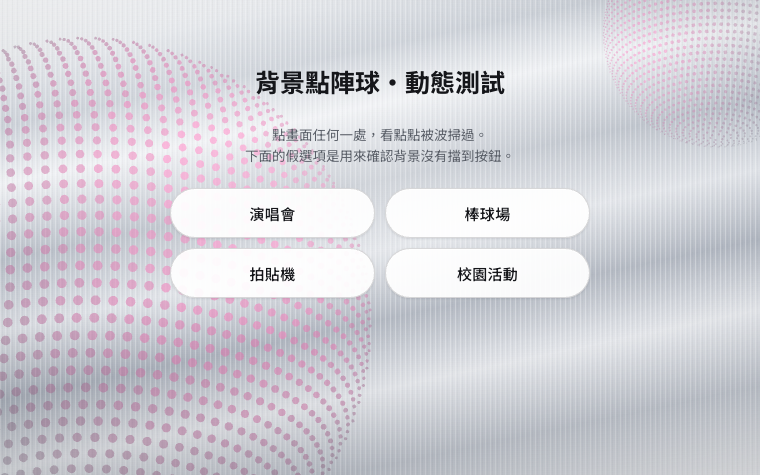 背景點陣球・動態測試
點畫面任何一處，看點點被波掃過。
下面的假選項是用來確認背景沒有擋到按鈕。
演唱會
棒球場
拍貼機
校園活動